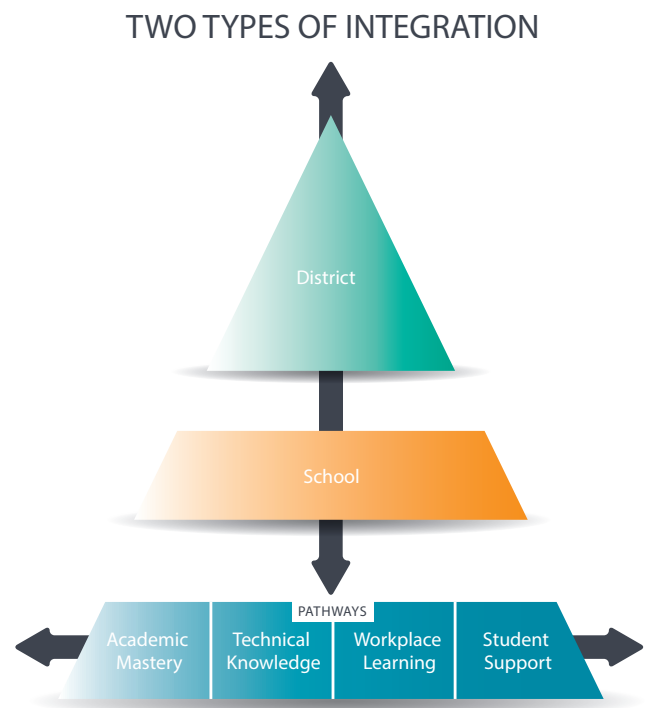 TWO TYPES OF INTEGRATION
District
School
PATHWAYS
Academic
Mastery
Technical
Knowledge
Workplace
Learning
Student
Support